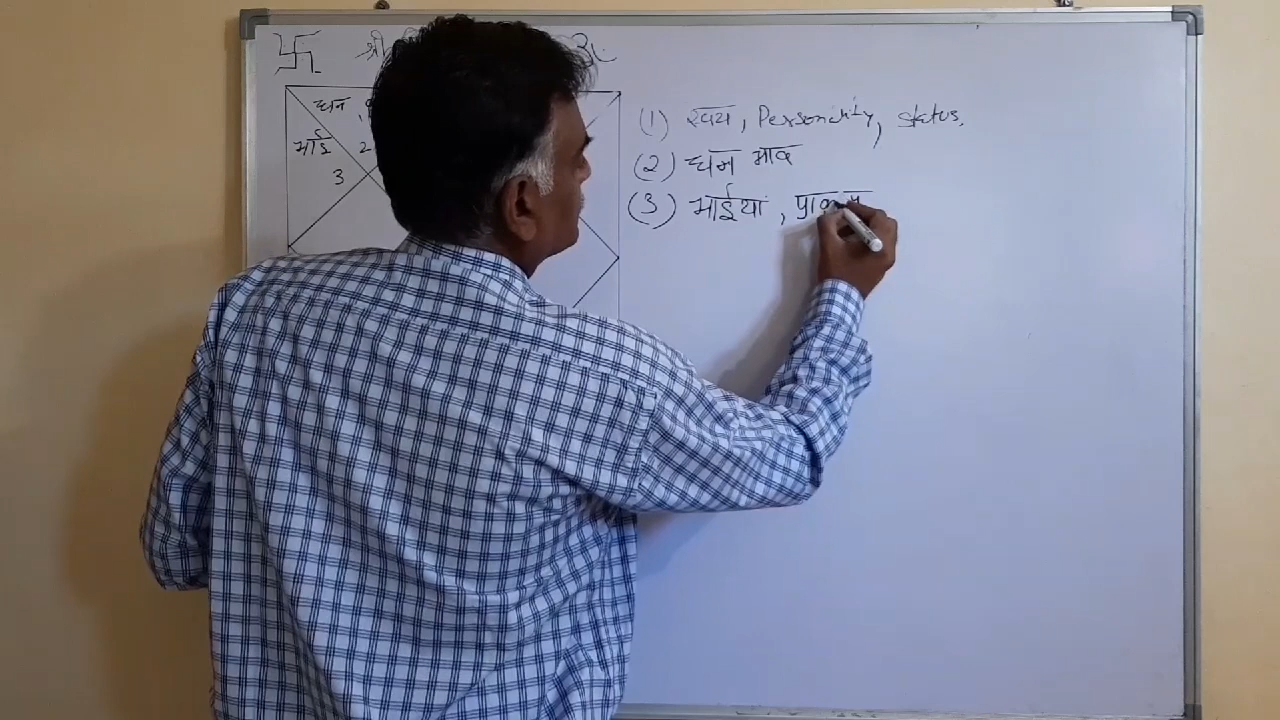 श्री
धन
भाई 2
3
(1) स्वयं, Personality, status,
(2) धन भाव
(3) भाईयां,